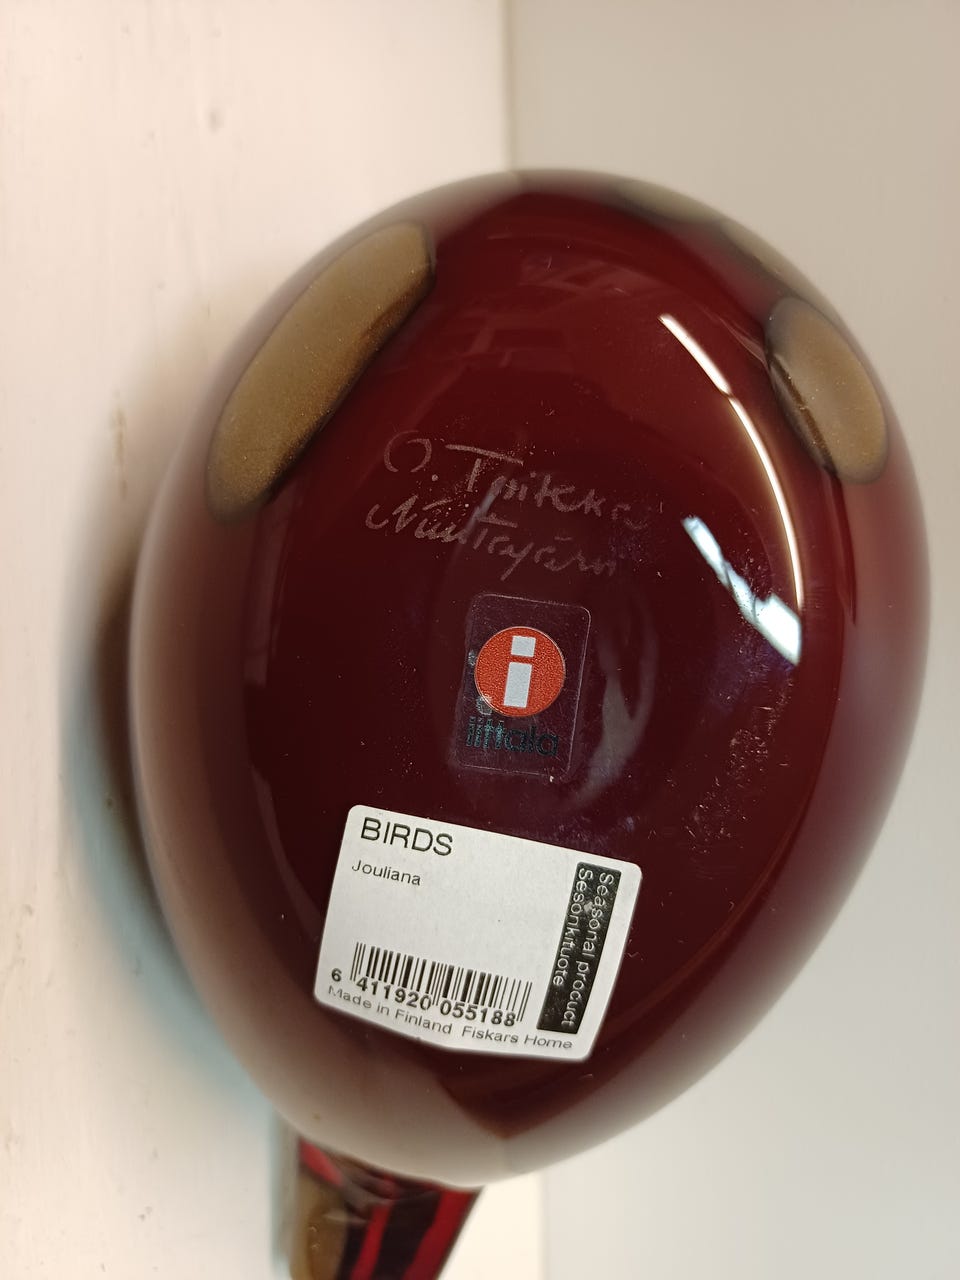 O. Toikka
Nuutajärvi
i
iittala
BIRDS
Jouliana
Seasonal product
Sesonkituote
6 411920 055188
Made in Finland Fiskars Home